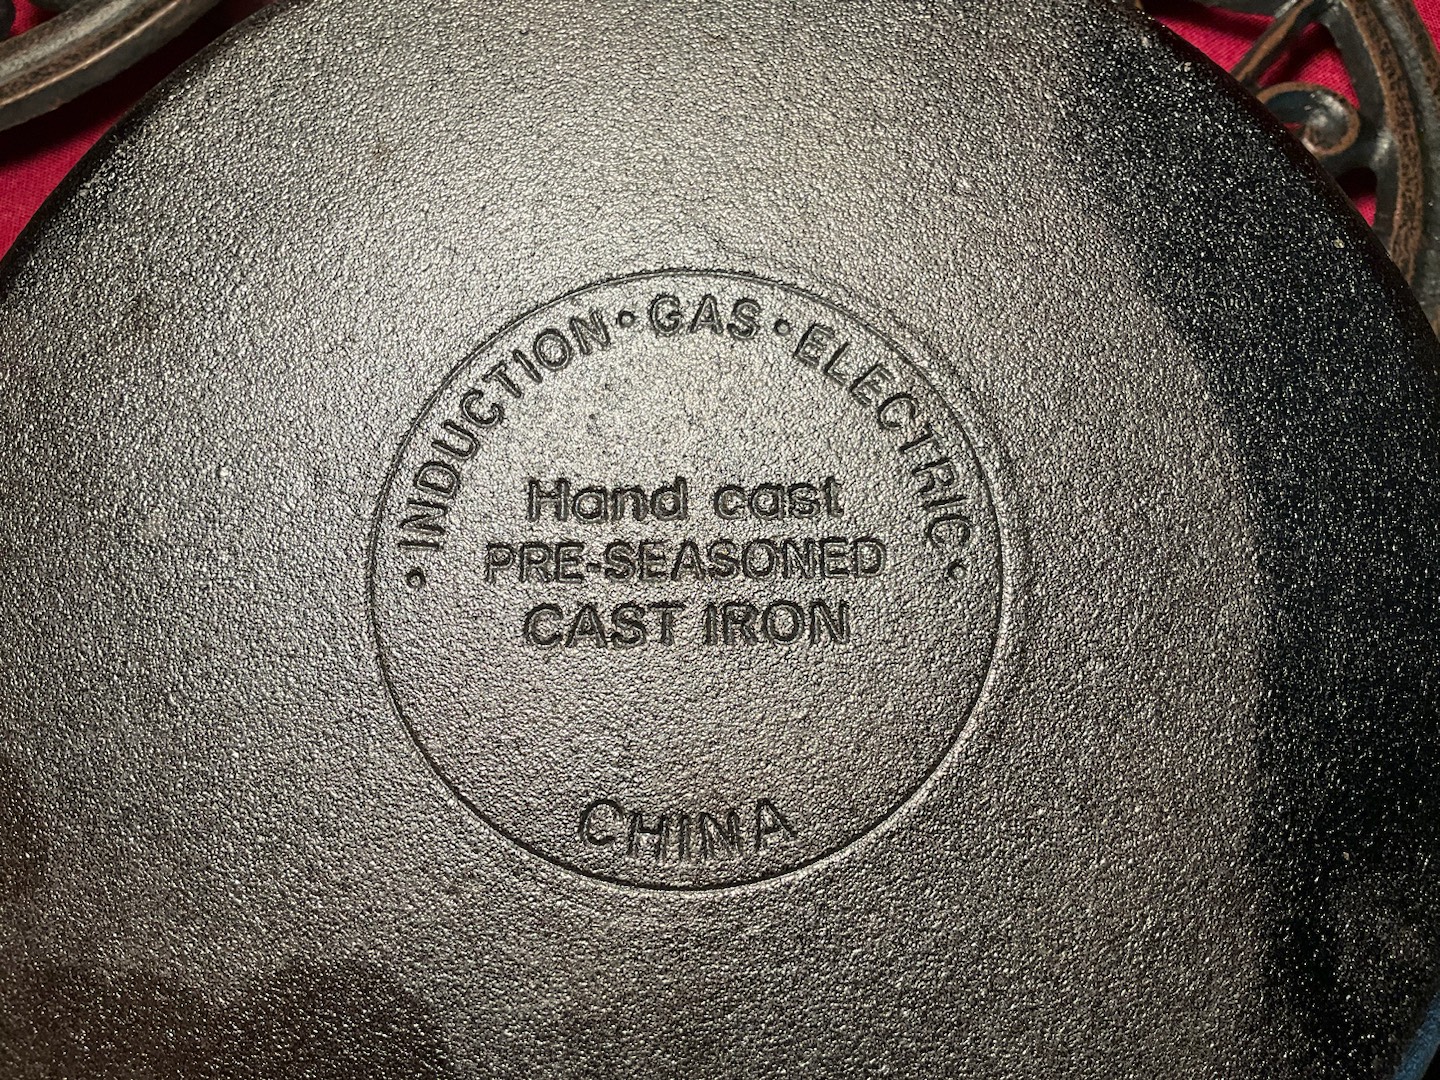 • INDUCTION • GAS • ELECTRIC •
Hand cast
PRE-SEASONED
CAST IRON
CHINA